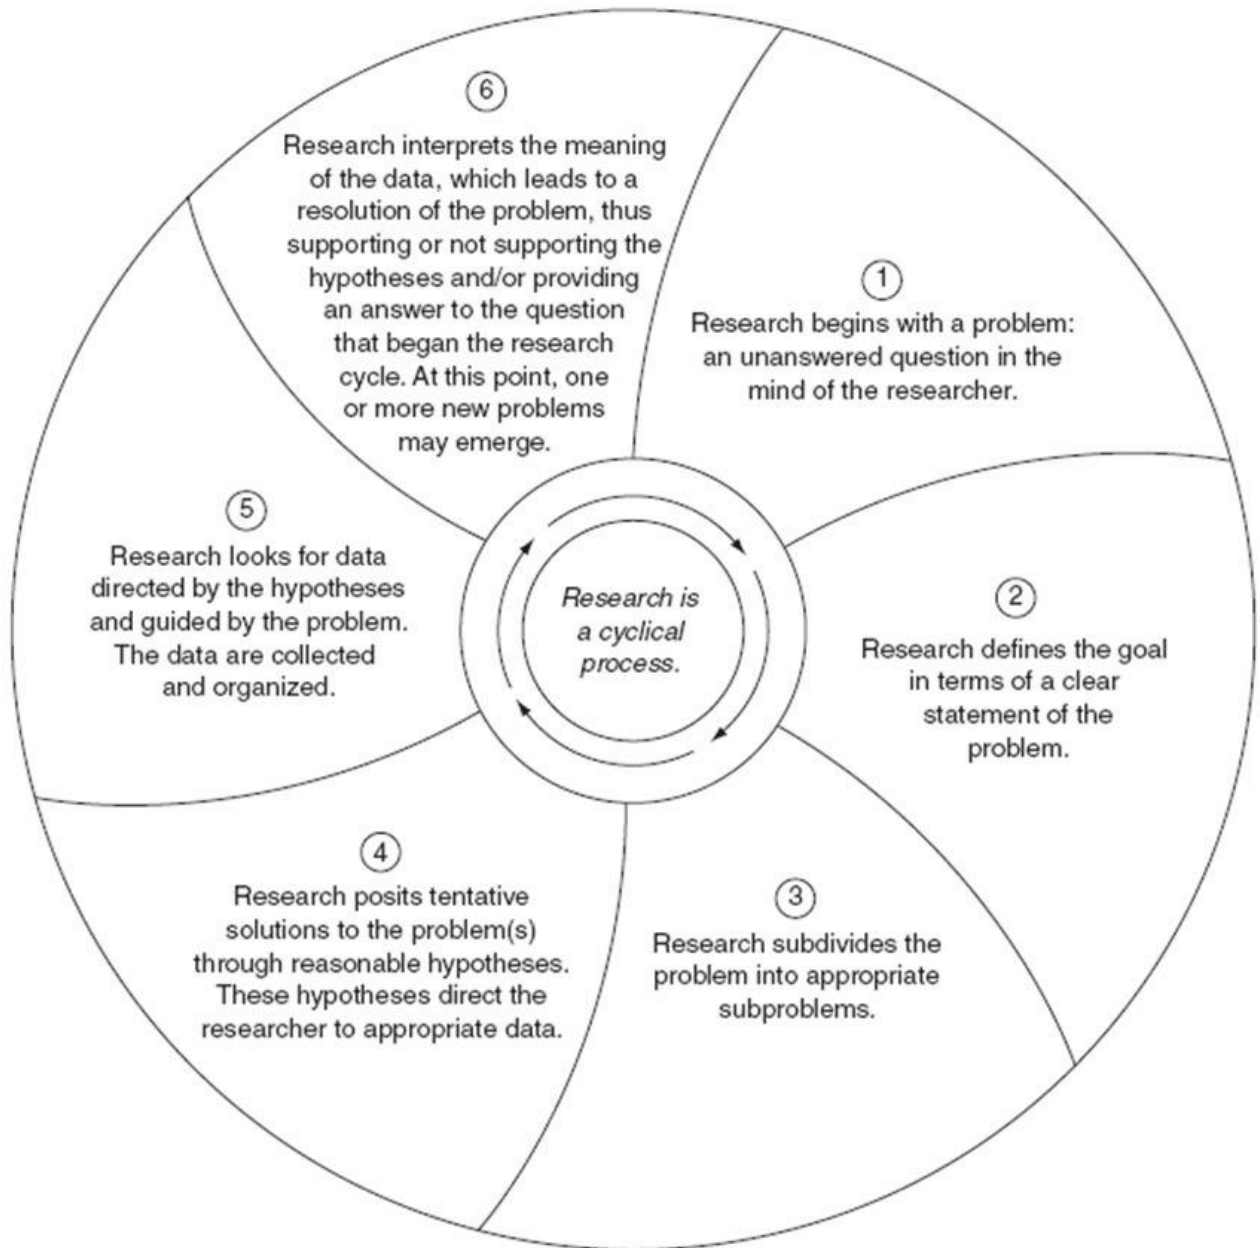 1
Research begins with a problem:
an unanswered question in the
mind of the researcher.
2
Research defines the goal
in terms of a clear
statement of the
problem.
3
Research subdivides the
problem into appropriate
subproblems.
4
Research posits tentative
solutions to the problem(s)
through reasonable hypotheses.
These hypotheses direct the
researcher to appropriate data.
5
Research looks for data
directed by the hypotheses
and guided by the problem.
The data are collected
and organized.
6
Research interprets the meaning
of the data, which leads to a
resolution of the problem, thus
supporting or not supporting the
hypotheses and/or providing
an answer to the question
that began the research
cycle. At this point, one
or more new problems
may emerge.
Research is
a cyclical
process.